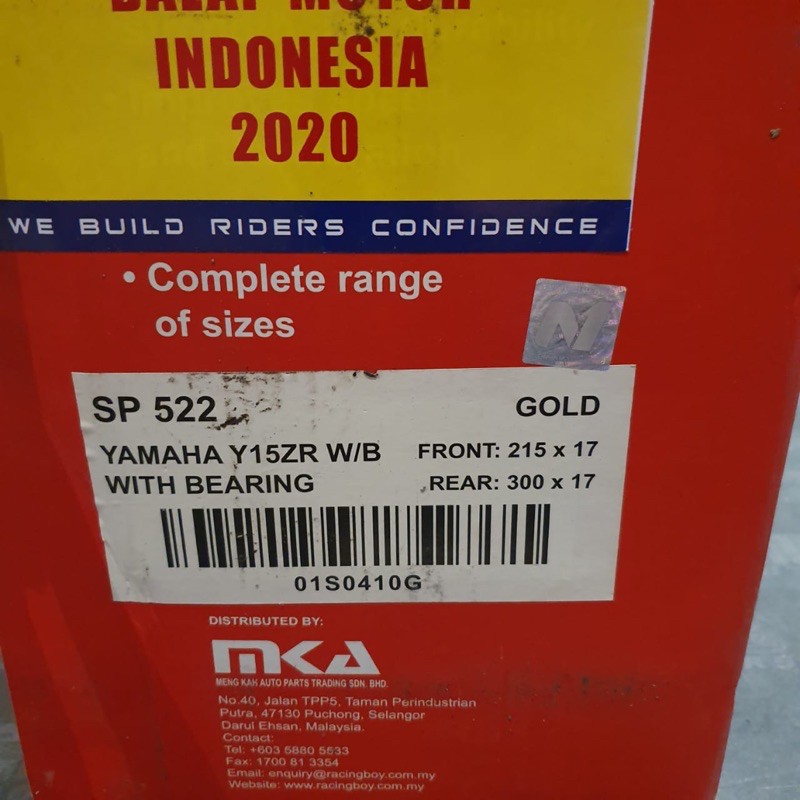 BALAP MOTOR
INDONESIA
2020
WE BUILD RIDERS CONFIDENCE
• Complete range
of sizes
SP 522
GOLD
YAMAHA Y15ZR W/B
FRONT: 215 x 17
WITH BEARING
REAR: 300 x 17
01S0410G
DISTRIBUTED BY:
MKA
MENG KAH AUTO PARTS TRADING SDN. BHD.
No.40, Jalan TPP5, Taman Perindustrian
Putra, 47130 Puchong, Selangor
Darul Ehsan, Malaysia.
Contact:
Tel: +603 5880 5633
Fax: 1700 81 3354
Email: enquiry@racingboy.com.my
Website: www.racingboy.com.my